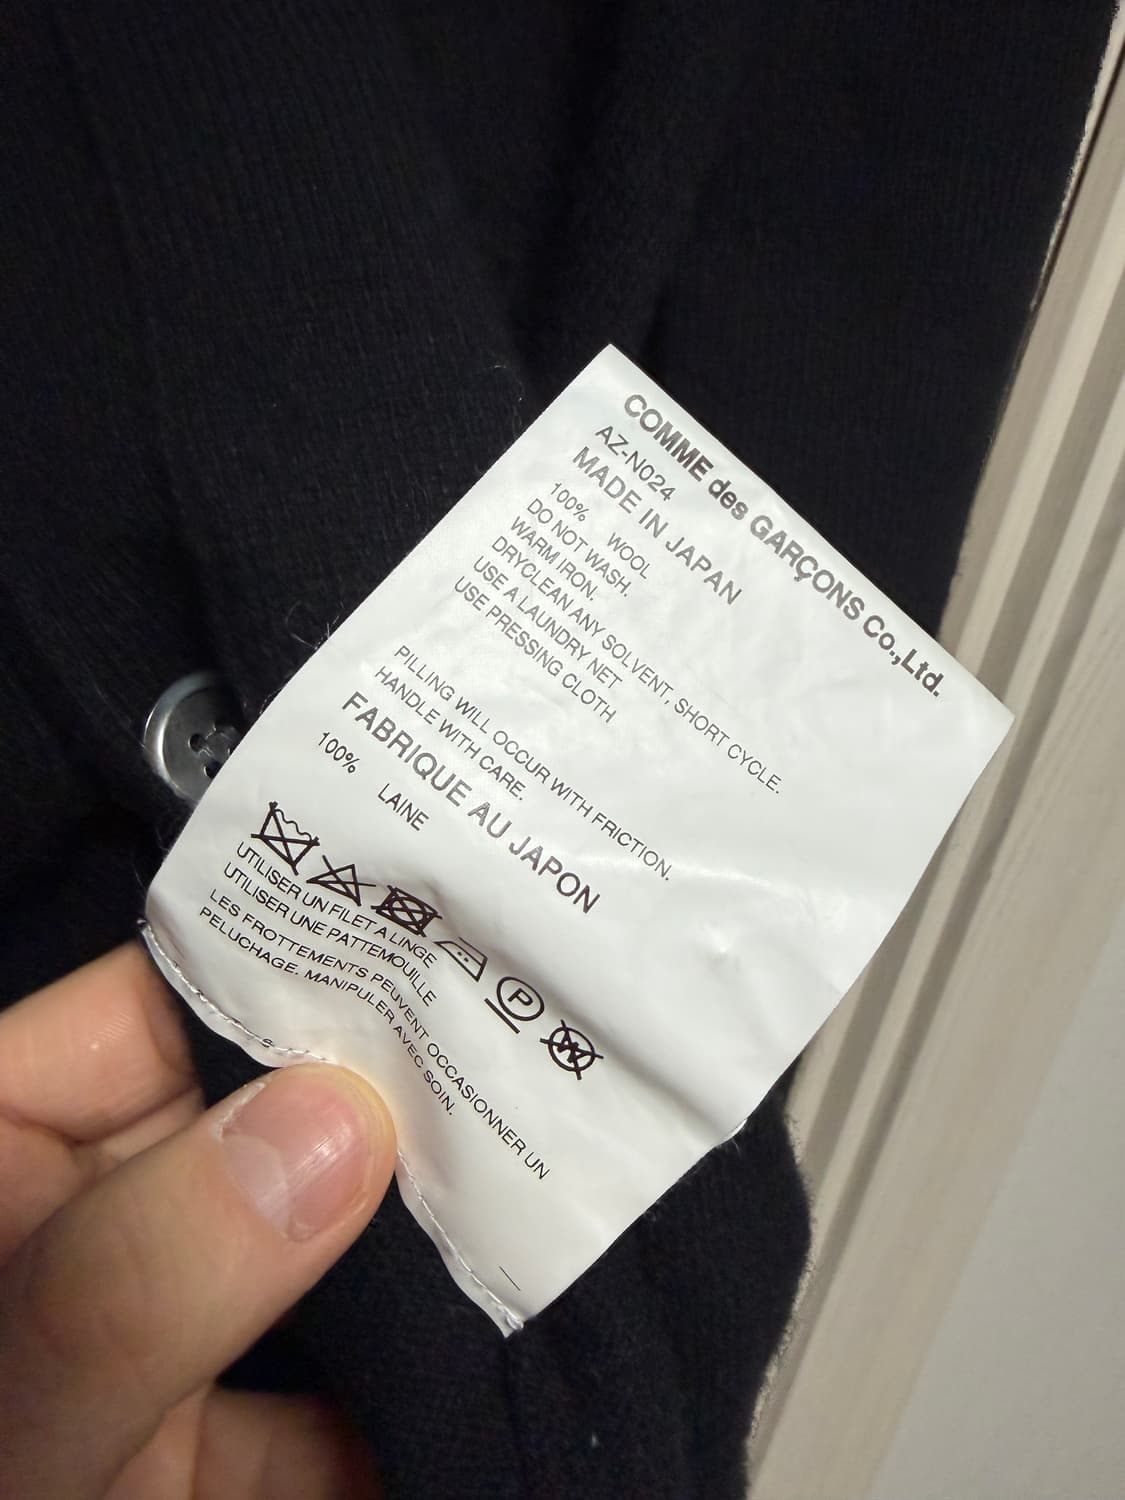 COMME des GARÇONS Co.,Ltd.
AZ-N024
MADE IN JAPAN
100% WOOL
DO NOT WASH.
WARM IRON.
DRYCLEAN ANY SOLVENT, SHORT CYCLE.
USE A LAUNDRY NET
USE PRESSING CLOTH
PILLING WILL OCCUR WITH FRICTION.
HANDLE WITH CARE.
FABRIQUE AU JAPON
100% LAINE
P W
UTILISER UN FILET A LINGE
UTILISER UNE PATTEMOUILLE
LES FROTTEMENTS PEUVENT OCCASIONNER UN
PELUCHAGE. MANIPULER AVEC SOIN.